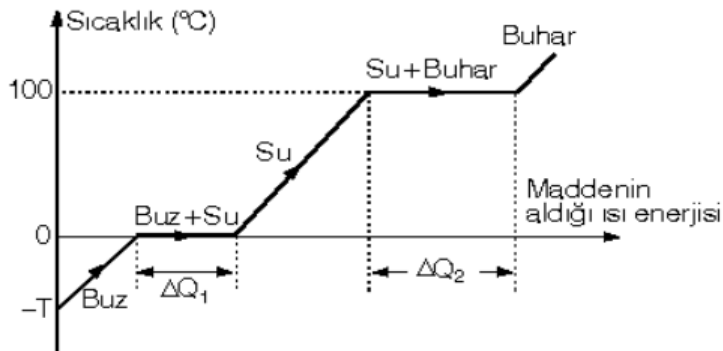 Sıcaklık (°C)
Buhar
Su+Buhar
100
Su
Maddenin
aldığı ısı enerjisi
Buz+Su
0
ΔQ1
ΔQ2
Buz
–T